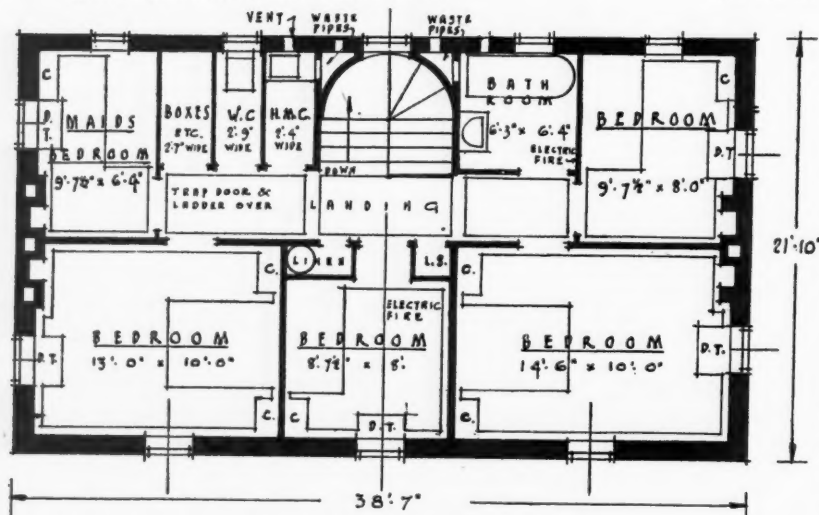 VENT
WASTE
PIPES
WASTE
PIPES
C
D.
T.
MAIDS
BEDROOM
9'·7½" × 6'·4"
BOXES
ETC.
2'·7" WIDE
W.C
2'·9"
WIDE
H.M.C.
2'·4"
WIDE
DOWN
BATH
ROOM
6'·3" × 6'·4"
ELECTRIC
FIRE
BEDROOM
9'·7½" × 8'·0"
C
D.T
TRAP DOOR &
LADDER OVER
LANDING
21'·10"
LINEN
L.S.
C.
BEDROOM
13'·0" × 10'·0"
D.T.
C.
ELECTRIC
FIRE
BEDROOM
8'·7½" × 8'·
C
D.T.
C.
BEDROOM
14'·6" × 10'·0"
D.T.
C.
38'·7"